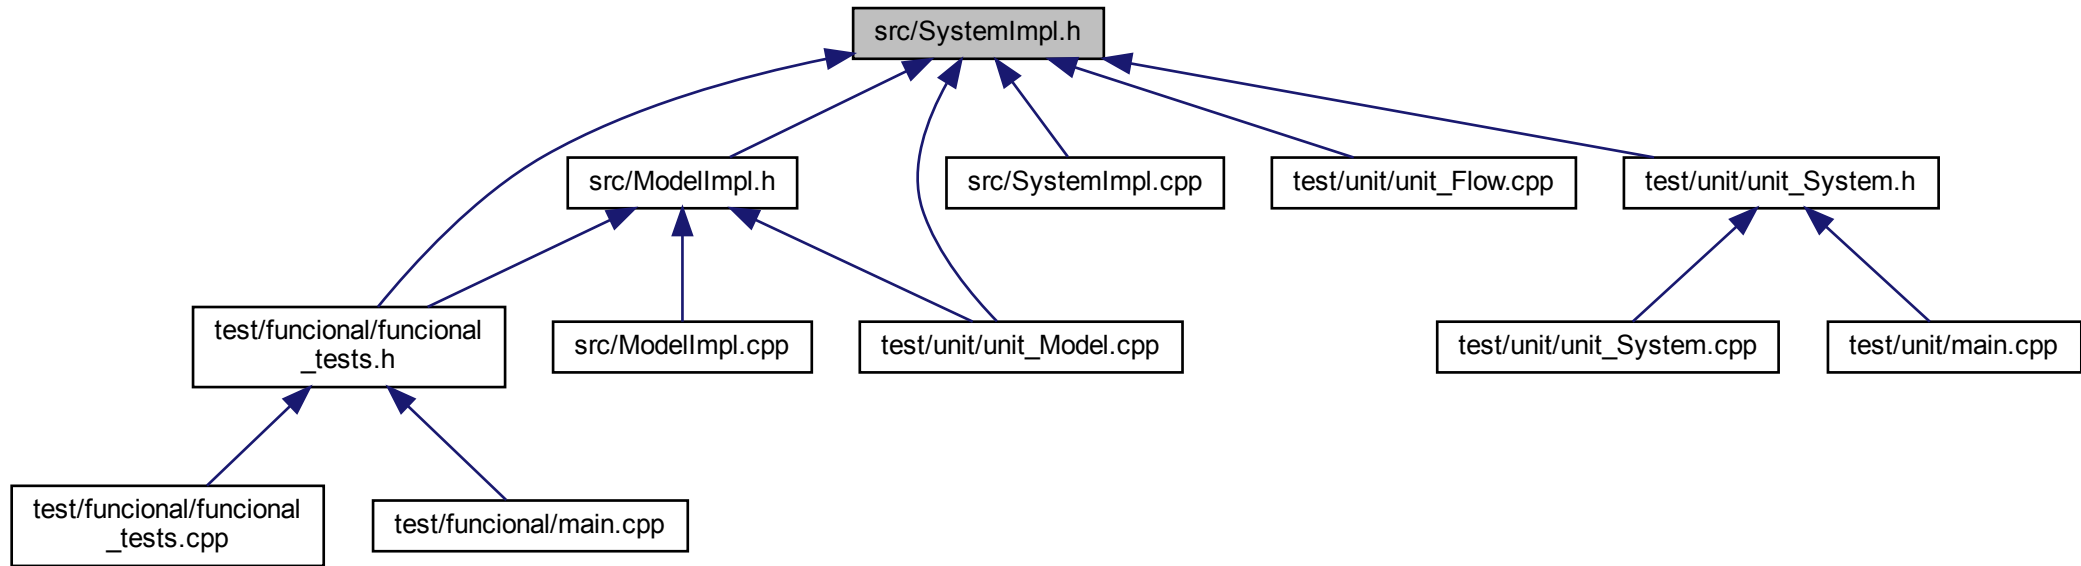 src/SystemImpl.h
src/ModelImpl.h
src/SystemImpl.cpp
test/unit/unit_Flow.cpp
test/unit/unit_System.h
test/funcional/funcional
_tests.h
src/ModelImpl.cpp
test/unit/unit_Model.cpp
test/unit/unit_System.cpp
test/unit/main.cpp
test/funcional/funcional
_tests.cpp
test/funcional/main.cpp